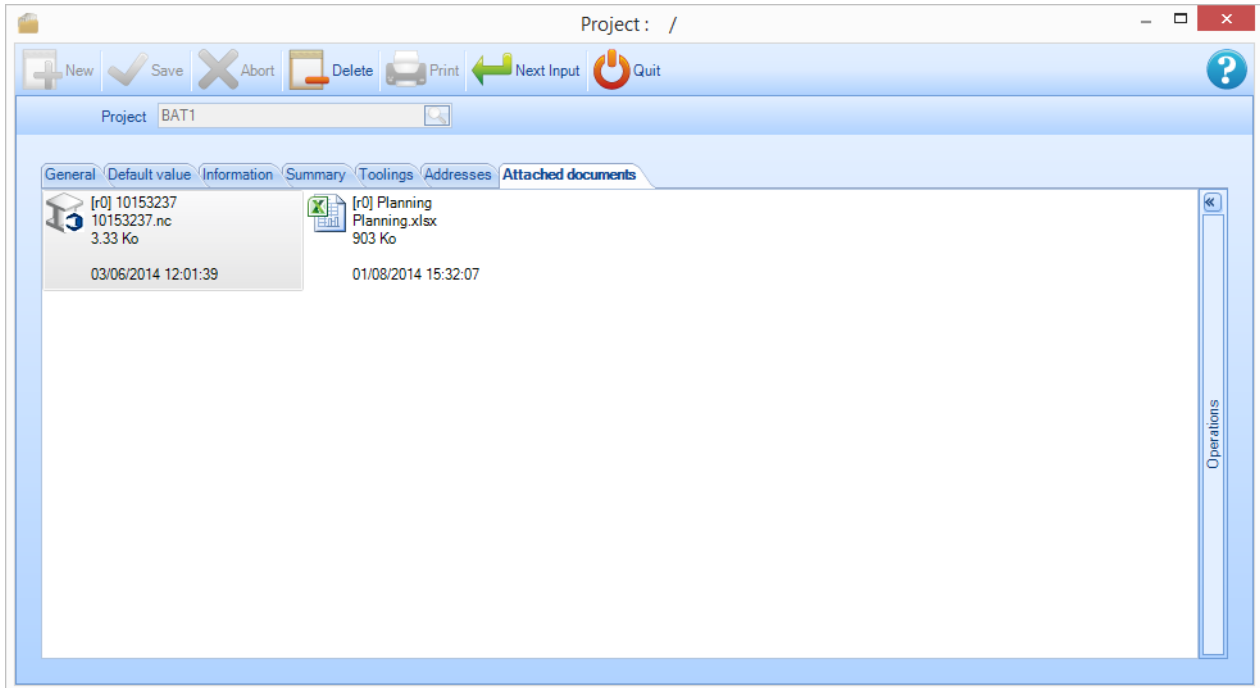 Project :   /
New Save Abort Delete Print Next Input Quit
Project BAT1
General Default value Information Summary Toolings Addresses Attached documents
[r0] 10153237
10153237.nc
3.33 Ko
03/06/2014 12:01:39
[r0] Planning
Planning.xlsx
903 Ko
01/08/2014 15:32:07
Operations